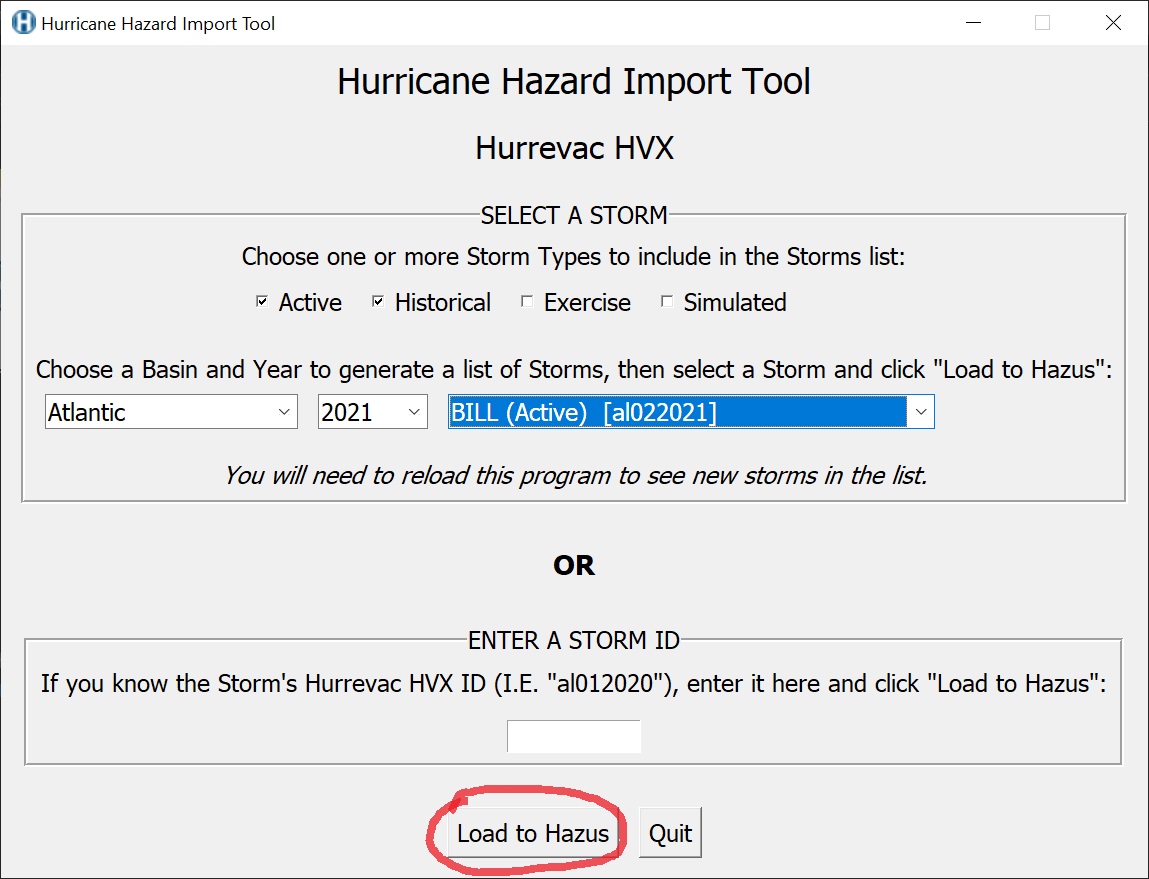 Hurricane Hazard Import Tool
Hurricane Hazard Import Tool
Hurrevac HVX
SELECT A STORM
Choose one or more Storm Types to include in the Storms list:
Active Historical Exercise Simulated
Choose a Basin and Year to generate a list of Storms, then select a Storm and click "Load to Hazus":
Atlantic 2021 BILL (Active) [al022021]
You will need to reload this program to see new storms in the list.
OR
ENTER A STORM ID
If you know the Storm's Hurrevac HVX ID (I.E. "al012020"), enter it here and click "Load to Hazus":
Load to Hazus Quit